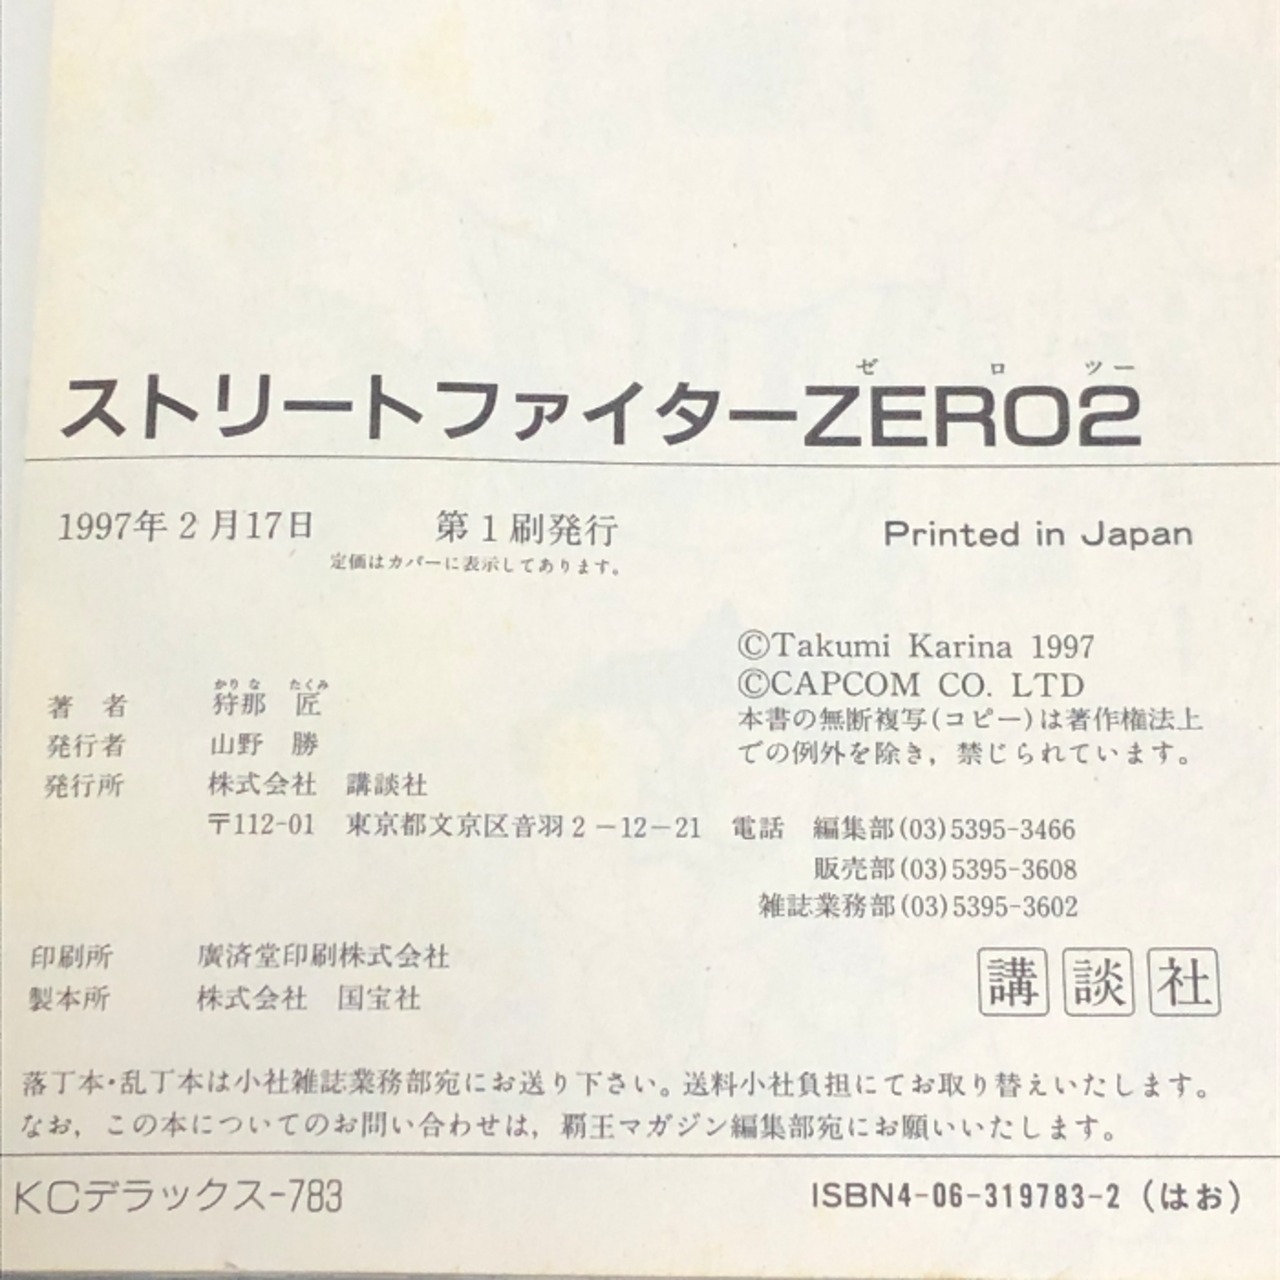 ゼ ロ ツー
ストリートファイターZERO2
1997年2月17日 第1刷発行 Printed in Japan
定価はカバーに表示してあります。
©Takumi Karina 1997
©CAPCOM CO. LTD
本書の無断複写(コピー)は著作権法上
での例外を除き,禁じられています。
かりな たくみ
著者 狩那 匠
発行者 山野 勝
発行所 株式会社 講談社
〒112-01 東京都文京区音羽2-12-21 電話 編集部(03)5395-3466
販売部(03)5395-3608
雑誌業務部(03)5395-3602
印刷所 廣済堂印刷株式会社
製本所 株式会社 国宝社
講談社
落丁本・乱丁本は小社雑誌業務部宛にお送り下さい。送料小社負担にてお取り替えいたします。
なお,この本についてのお問い合わせは,覇王マガジン編集部宛にお願いいたします。
KCデラックス-783 ISBN4-06-319783-2(はお)